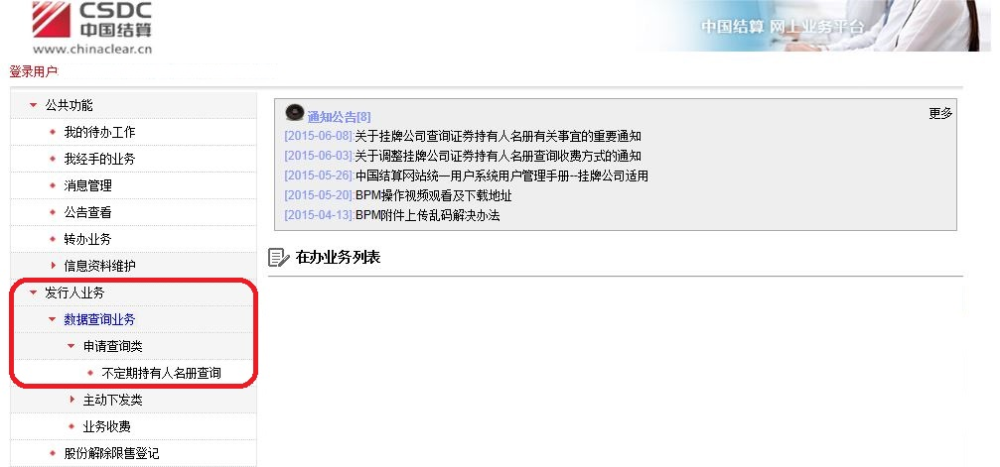 CSDC
中国结算
www.chinaclear.cn
中国结算 网上业务平台
登录用户
公共功能
我的待办工作
我经手的业务
消息管理
公告查看
转办业务
信息资料维护
发行人业务
数据查询业务
申请查询类
不定期持有人名册查询
主动下发类
业务收费
股份解除限售登记
通知公告[8]
更多
[2015-06-08].关于挂牌公司查询证券持有人名册有关事宜的重要通知
[2015-06-03].关于调整挂牌公司证券持有人名册查询收费方式的通知
[2015-05-26].中国结算网站统一用户系统用户管理手册--挂牌公司适用
[2015-05-20].BPM操作视频观看及下载地址
[2015-04-13].BPM附件上传乱码解决办法
在办业务列表